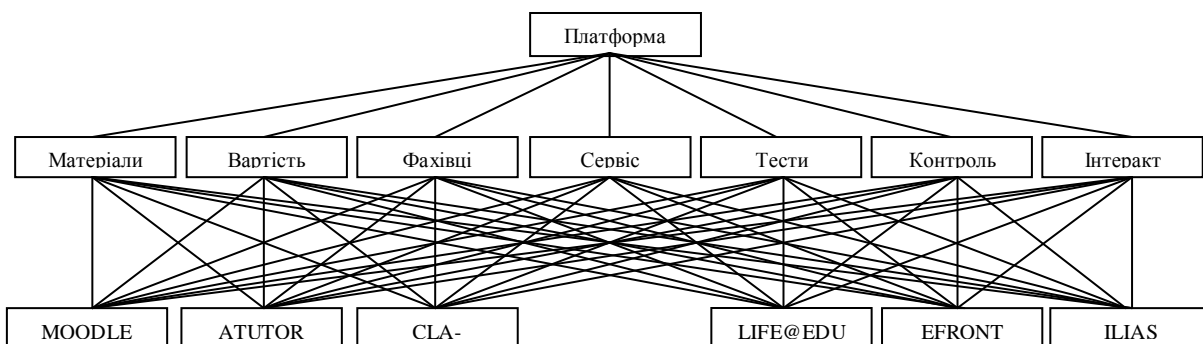 Платформа
Матеріали
Вартість
Фахівці
Сервіс
Тести
Контроль
Інтеракт
MOODLE
ATUTOR
CLA-
LIFE@EDU
EFRONT
ILIAS